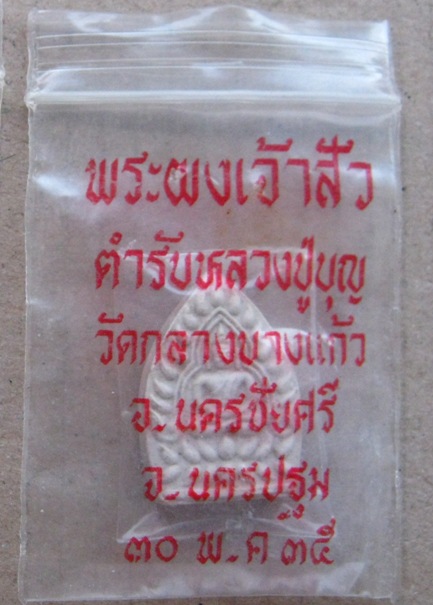 พระผงเจ้าสัว
ตำรับหลวงปู่บุญ
วัดกลางบางแก้ว
อ.นครชัยศรี
จ.นครปฐม
๓๐ พ.ค ๓๕